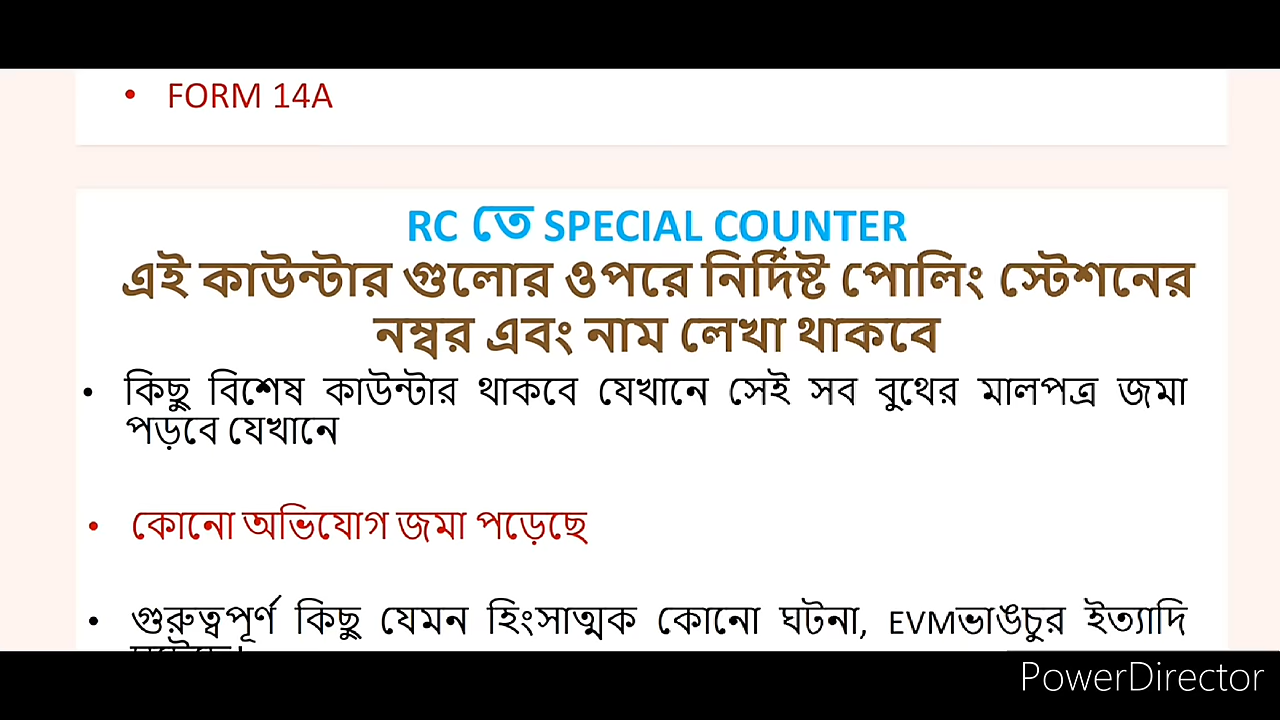 • FORM 14A
RC তে SPECIAL COUNTER
এই কাউন্টার গুলোর ওপরে নির্দিষ্ট পোলিং স্টেশনের
নম্বর এবং নাম লেখা থাকবে
• কিছু বিশেষ কাউন্টার থাকবে যেখানে সেই সব বুথের মালপত্র জমা
পড়বে যেখানে
• কোনো অভিযোগ জমা পড়েছে
• গুরুত্বপূর্ণ কিছু যেমন হিংসাত্মক কোনো ঘটনা, EVMভাঙচুর ইত্যাদি
PowerDirector